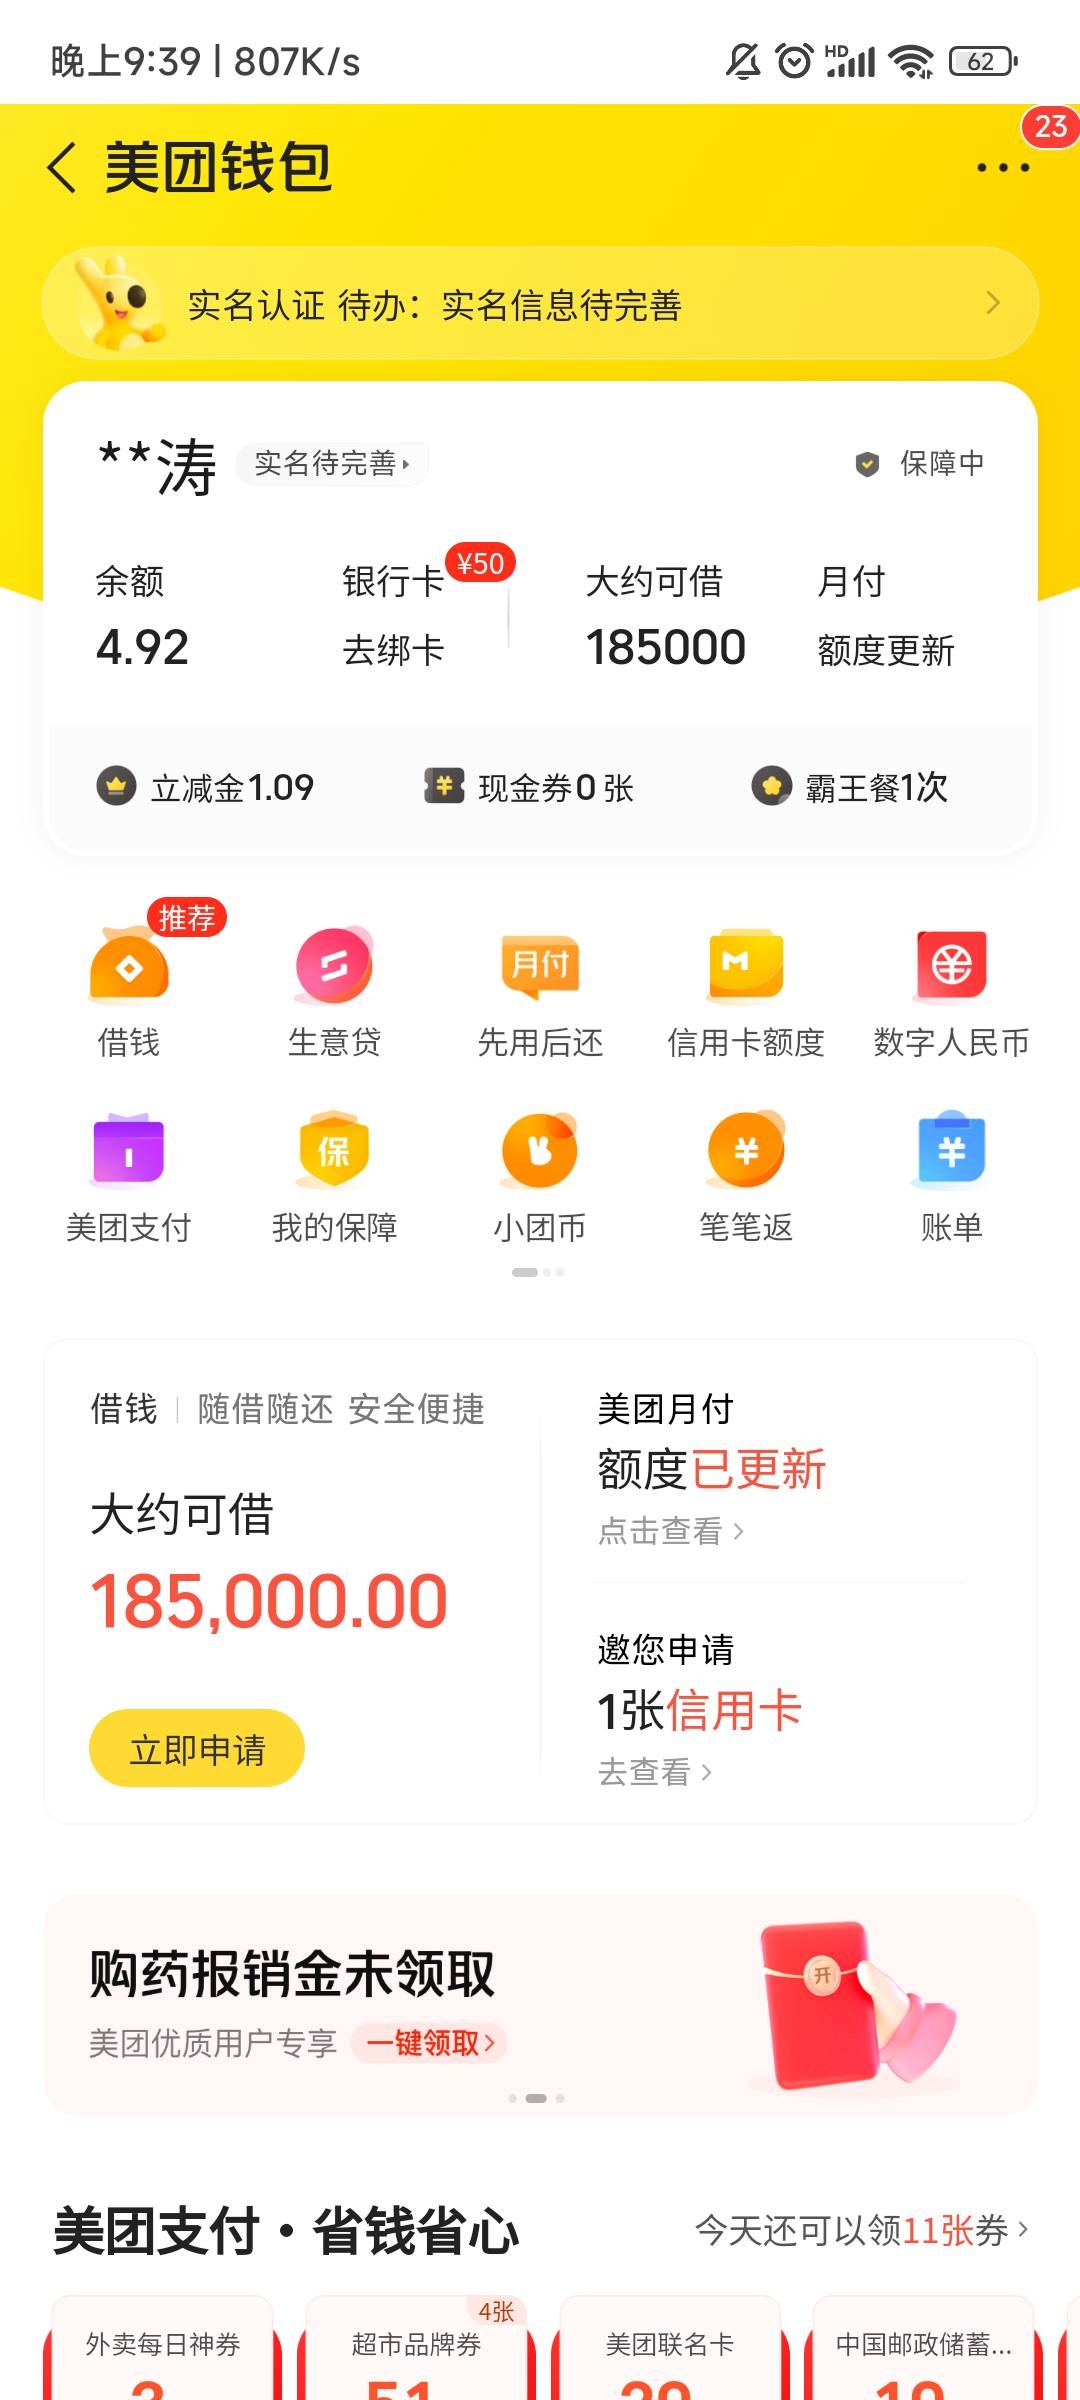 晚上9:39 | 807K/s
HD
62
23
美团钱包
实名认证 待办：实名信息待完善
**涛
实名待完善
保障中
余额
银行卡
¥50
大约可借
月付
4.92
去绑卡
185000
额度更新
立减金1.09
现金券0 张
霸王餐1次
推荐
月付
借钱
生意贷
先用后还
信用卡额度
数字人民币
保
美团支付
我的保障
小团币
笔笔返
账单
借钱 | 随借随还 安全便捷
大约可借
185,000.00
立即申请
美团月付
额度已更新
点击查看
邀您申请
1张信用卡
去查看
购药报销金未领取
美团优质用户专享
一键领取
开
美团支付・省钱省心
今天还可以领11张券
外卖每日神券
4张
超市品牌券
美团联名卡
中国邮政储蓄...